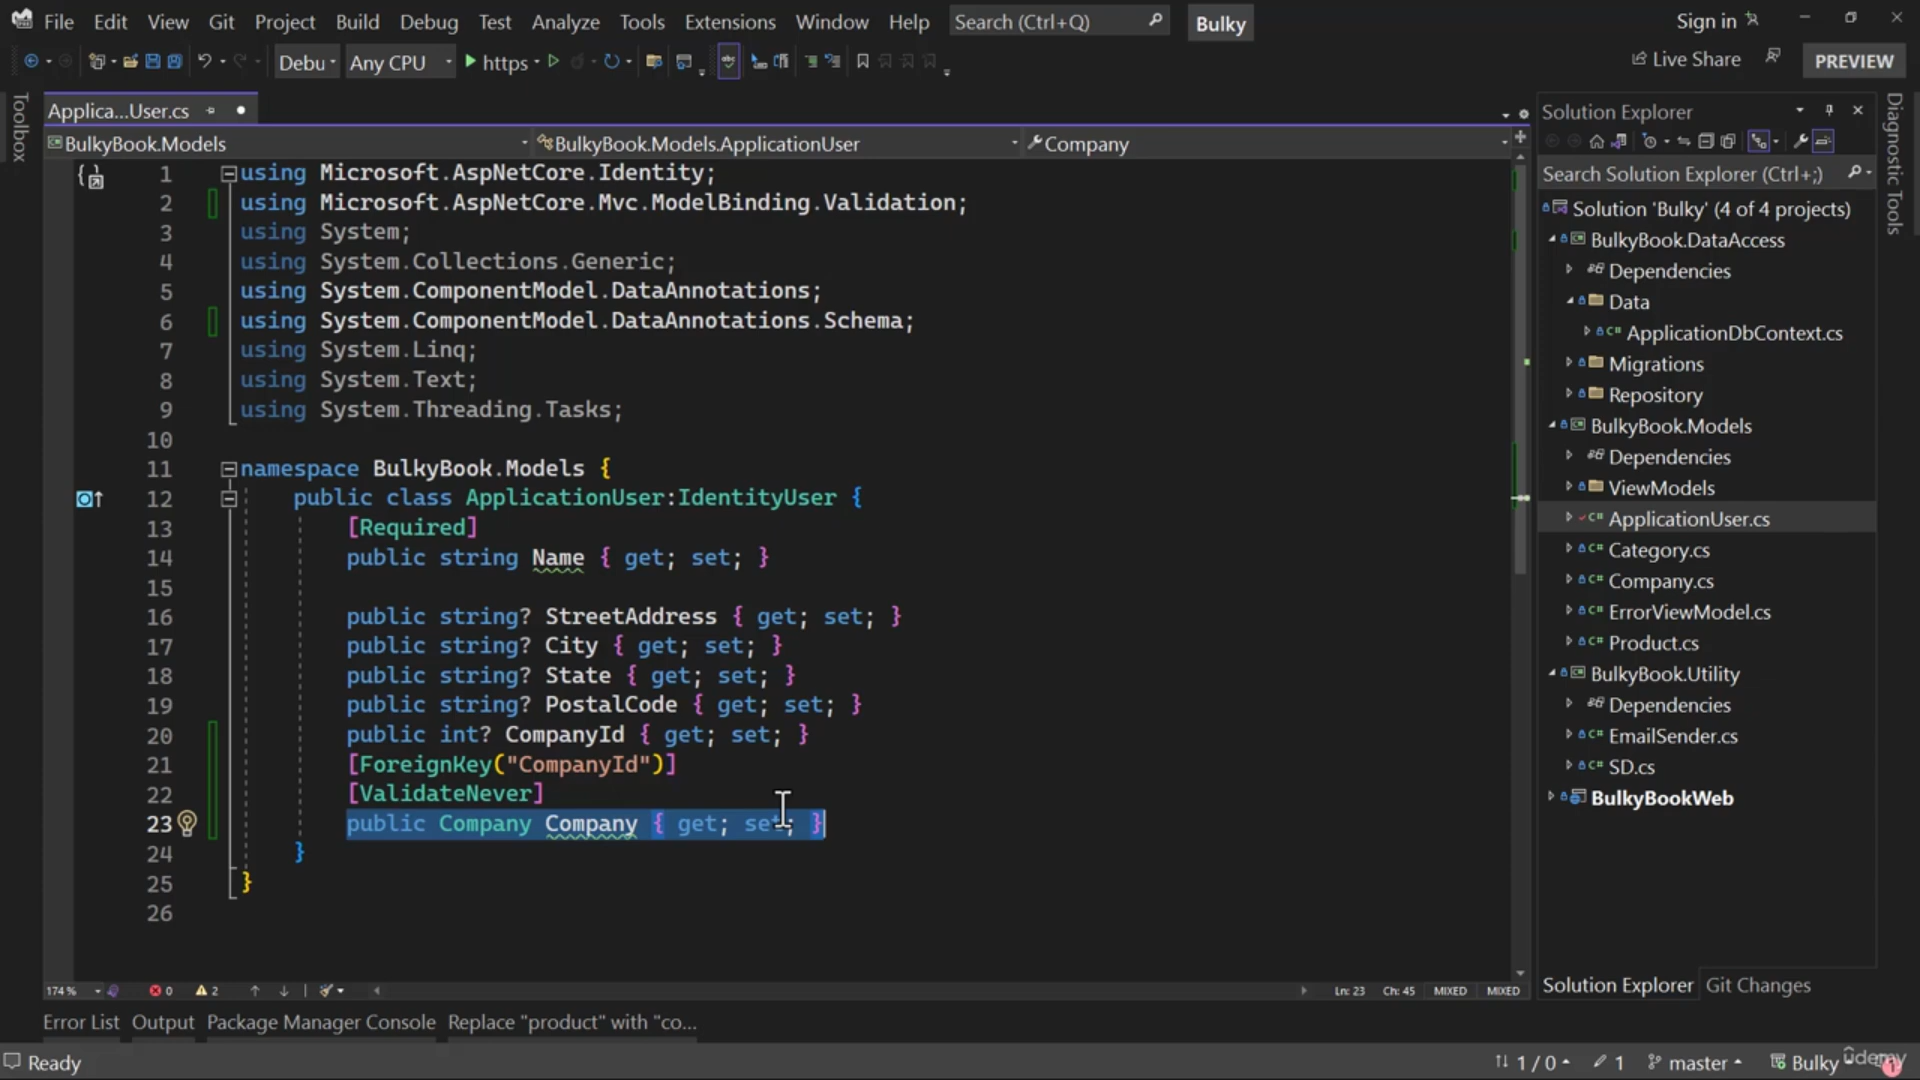 File Edit View Git Project Build Debug Test Analyze Tools Extensions Window Help Search (Ctrl+Q) Bulky Sign in
Debu Any CPU https Live Share PREVIEW
Toolbox
Applica...User.cs
BulkyBook.Models BulkyBook.Models.ApplicationUser Company
1 using Microsoft.AspNetCore.Identity;
2 using Microsoft.AspNetCore.Mvc.ModelBinding.Validation;
3 using System;
4 using System.Collections.Generic;
5 using System.ComponentModel.DataAnnotations;
6 using System.ComponentModel.DataAnnotations.Schema;
7 using System.Linq;
8 using System.Text;
9 using System.Threading.Tasks;
10
11 namespace BulkyBook.Models {
12 public class ApplicationUser:IdentityUser {
13 [Required]
14 public string Name { get; set; }
15
16 public string? StreetAddress { get; set; }
17 public string? City { get; set; }
18 public string? State { get; set; }
19 public string? PostalCode { get; set; }
20 public int? CompanyId { get; set; }
21 [ForeignKey("CompanyId")]
22 [ValidateNever]
23 public Company Company { get; set; }
24 }
25 }
26
174 % 0 2 Ln: 23 Ch: 45 MIXED MIXED
Solution Explorer
Search Solution Explorer (Ctrl+;)
Solution 'Bulky' (4 of 4 projects)
BulkyBook.DataAccess
Dependencies
Data
C# ApplicationDbContext.cs
Migrations
Repository
BulkyBook.Models
Dependencies
ViewModels
C# ApplicationUser.cs
C# Category.cs
C# Company.cs
C# ErrorViewModel.cs
C# Product.cs
BulkyBook.Utility
Dependencies
C# EmailSender.cs
C# SD.cs
BulkyBookWeb
Solution Explorer Git Changes
Diagnostic Tools
Error List Output Package Manager Console Replace "product" with "co...
Ready 1 / 0 1 master Bulky 1
ûdemy